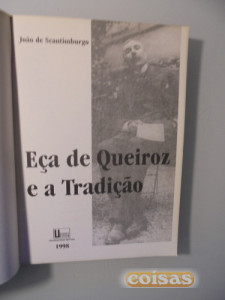 João de Scantimburgo
Eça de Queiroz
e a Tradição
1998
coisas